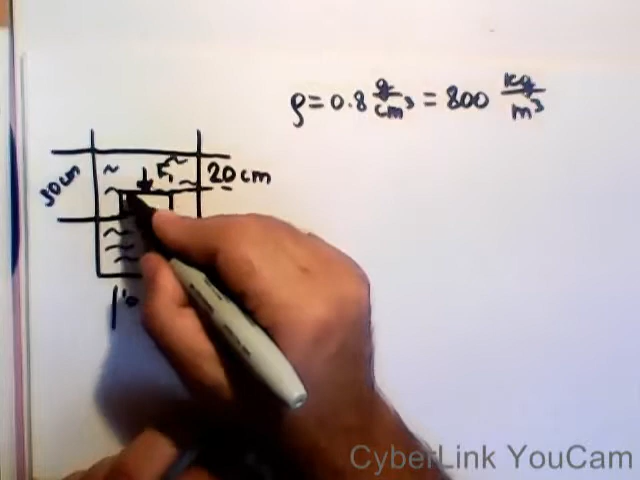 ρ = 0.8 g/cm³ = 800 kg/m³
20 cm
30 cm
F₁
CyberLink YouCam